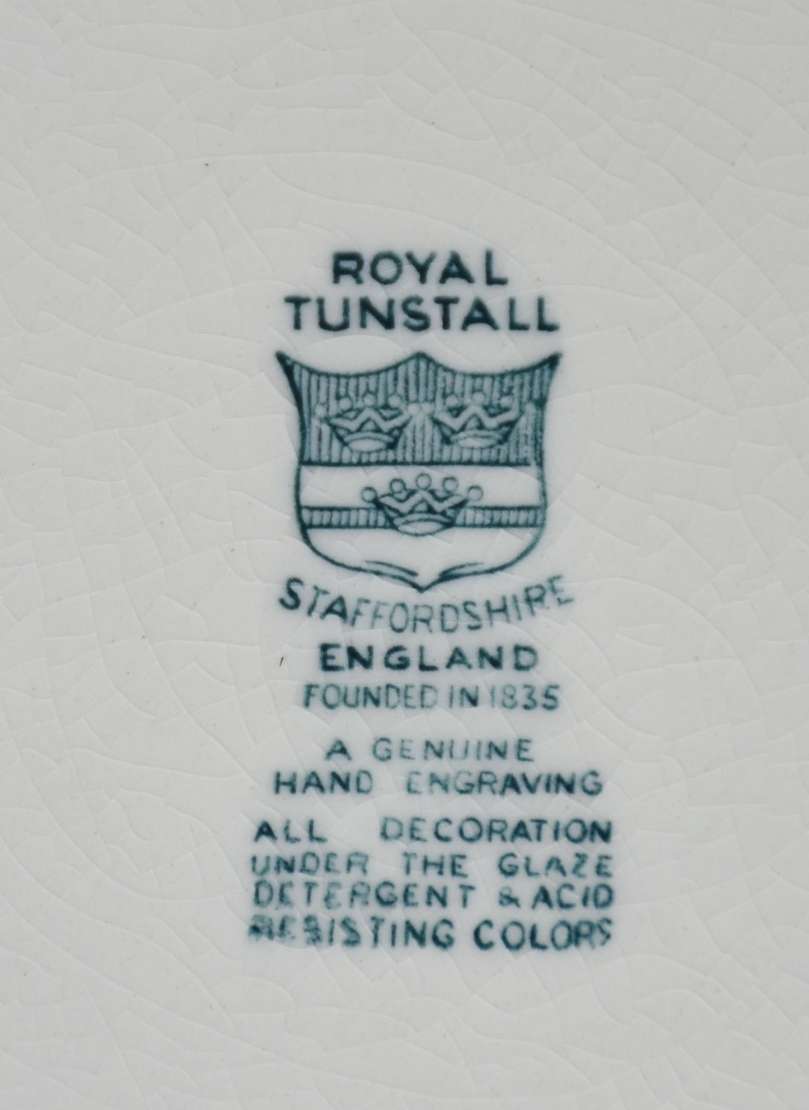 ROYAL
TUNSTALL
STAFFORDSHIRE
ENGLAND
FOUNDED IN 1835
A GENUINE
HAND ENGRAVING
ALL DECORATION
UNDER THE GLAZE
DETERGENT & ACID
RESISTING COLORS